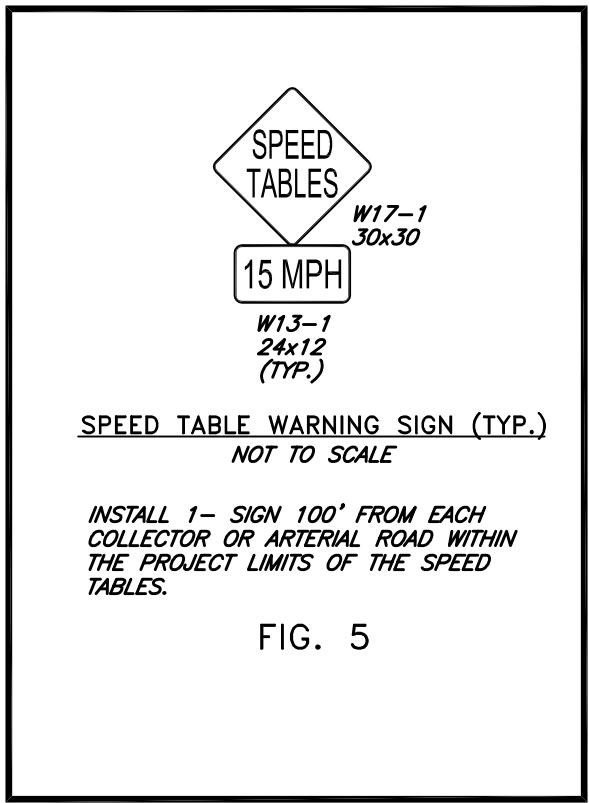 SPEED
TABLES
W17-1
30x30
15 MPH
W13-1
24x12
(TYP.)
SPEED TABLE WARNING SIGN (TYP.)
NOT TO SCALE
INSTALL 1- SIGN 100' FROM EACH
COLLECTOR OR ARTERIAL ROAD WITHIN
THE PROJECT LIMITS OF THE SPEED
TABLES.
FIG. 5